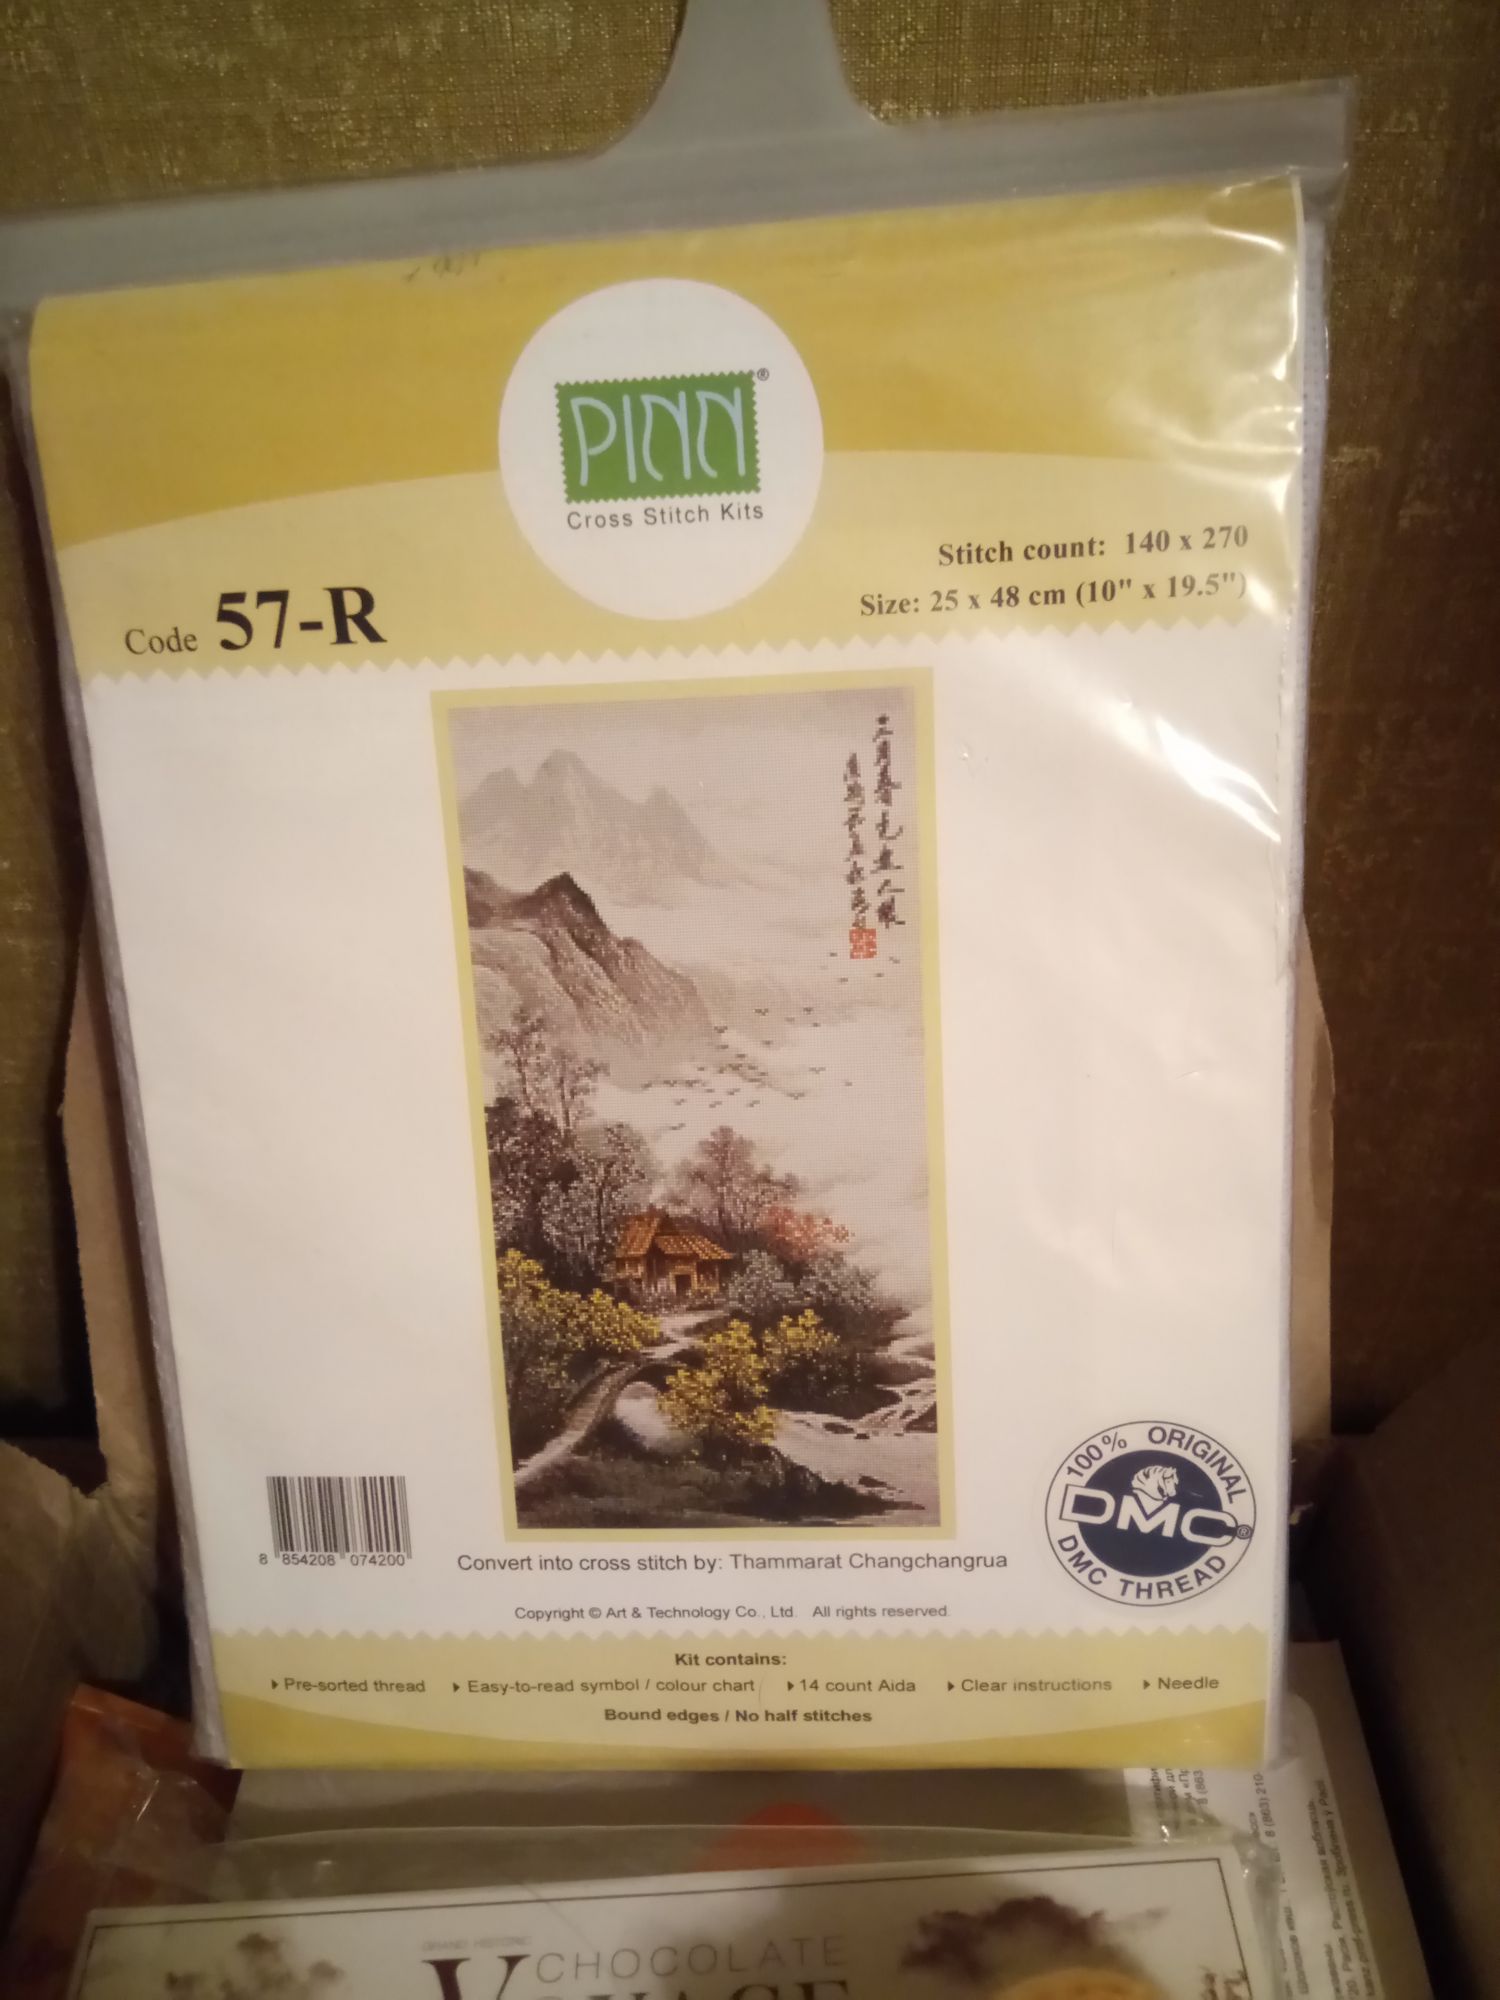 PINN®
Cross Stitch Kits
Stitch count: 140 x 270
Size: 25 x 48 cm (10" x 19.5")
Code 57-R
100% ORIGINAL
DMC®
DMC THREAD
8 854208 074200
Convert into cross stitch by: Thammarat Changchangrua
Copyright © Art & Technology Co., Ltd. All rights reserved.
Kit contains:
Pre-sorted thread Easy-to-read symbol / colour chart 14 count Aida Clear instructions Needle
Bound edges / No half stitches
8 (863) 210-
CHOCOLATE